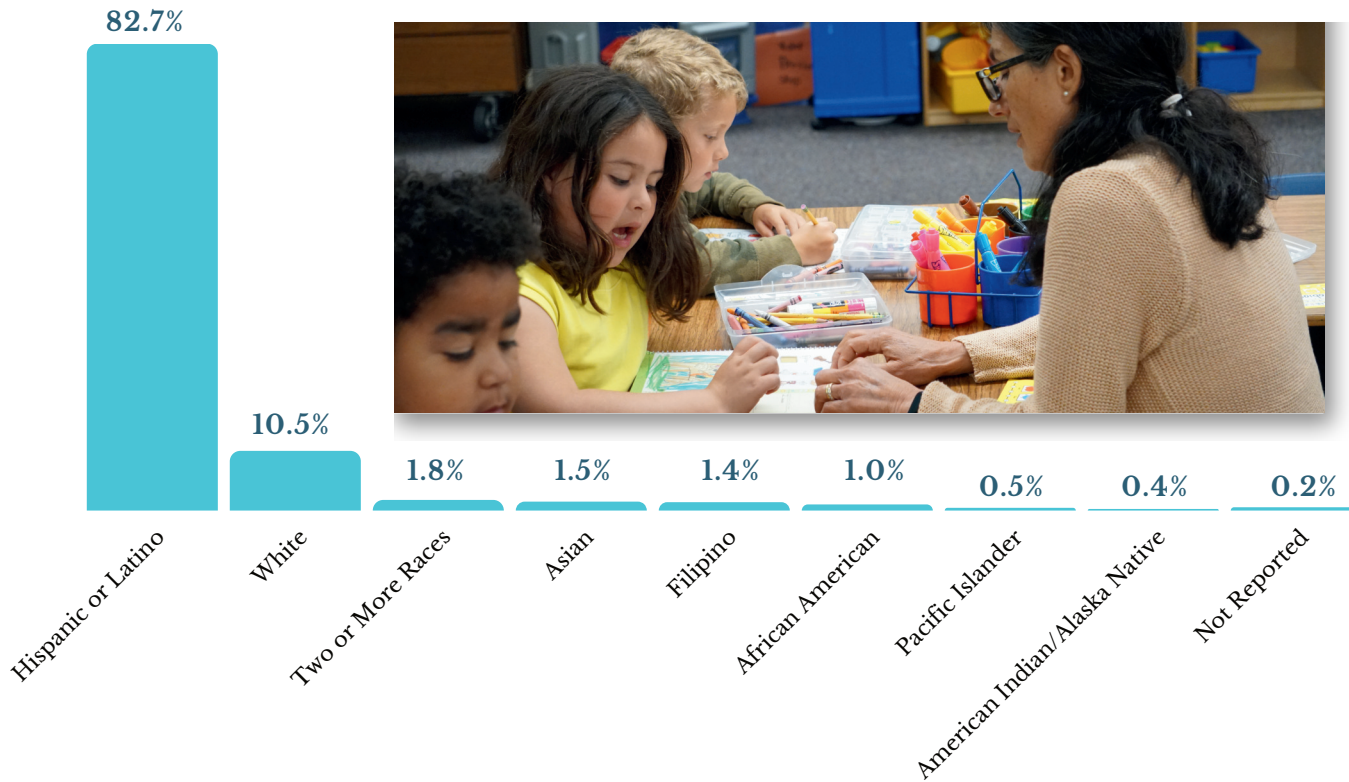 82.7%
10.5%
1.8%
1.5%
1.4%
1.0%
0.5%
0.4%
0.2%
Hispanic or Latino
White
Two or More Races
Asian
Filipino
African American
Pacific Islander
American Indian/Alaska Native
Not Reported